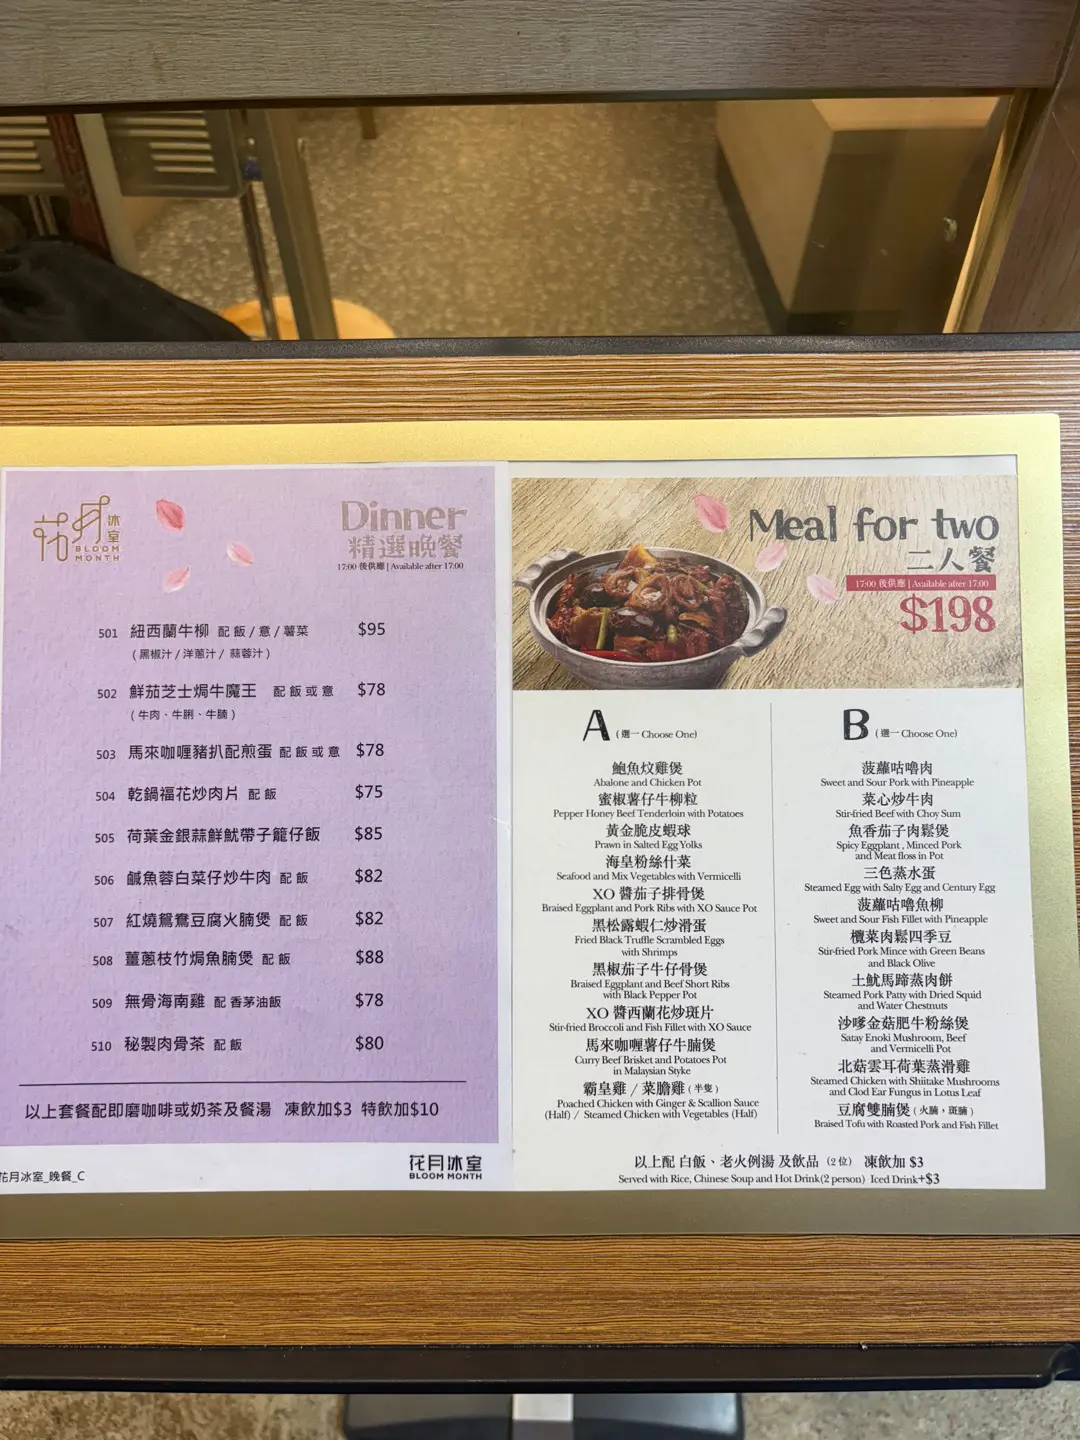 花月冰室
BLOOM
MONTH
Dinner
精選晚餐
17:00 後供應 | Available after 17:00
501 紐西蘭牛柳 配飯/意/薯菜 $95
(黑椒汁/洋蔥汁/蒜蓉汁)
502 鮮茄芝士焗牛魔王 配飯或意 $78
(牛肉、牛脷、牛腩)
503 馬來咖喱豬扒配煎蛋 配飯或意 $78
504 乾鍋福花炒肉片 配飯 $75
505 荷葉金銀蒜鮮魷帶子籠仔飯 $85
506 鹹魚蓉白菜仔炒牛肉 配飯 $82
507 紅燒鴛鴦豆腐火腩煲 配飯 $82
508 薑蔥枝竹焗魚腩煲 配飯 $88
509 無骨海南雞 配香茅油飯 $78
510 秘製肉骨茶 配飯 $80
以上套餐配即磨咖啡或奶茶及餐湯 凍飲加$3 特飲加$10
花月冰室_晚餐_C
花月冰室
BLOOM MONTH
Meal for two
二人餐
17:00 後供應 | Available after 17:00
$198
A (選一 Choose One)
鮑魚炆雞煲
Abalone and Chicken Pot
蜜椒薯仔牛柳粒
Pepper Honey Beef Tenderloin with Potatoes
黃金脆皮蝦球
Prawn in Salted Egg Yolks
海皇粉絲什菜
Seafood and Mix Vegetables with Vermicelli
XO 醬茄子排骨煲
Braised Eggplant and Pork Ribs with XO Sauce Pot
黑松露蝦仁炒滑蛋
Fried Black Truffle Scrambled Eggs
with Shrimps
黑椒茄子牛仔骨煲
Braised Eggplant and Beef Short Ribs
with Black Pepper Pot
XO 醬西蘭花炒斑片
Stir-fried Broccoli and Fish Fillet with XO Sauce
馬來咖喱薯仔牛腩煲
Curry Beef Brisket and Potatoes Pot
in Malaysian Styke
霸皇雞 / 菜膽雞 (半隻)
Poached Chicken with Ginger & Scallion Sauce
(Half) / Steamed Chicken with Vegetables (Half)
B (選一 Choose One)
菠蘿咕嚕肉
Sweet and Sour Pork with Pineapple
菜心炒牛肉
Stir-fried Beef with Choy Sum
魚香茄子肉鬆煲
Spicy Eggplant , Minced Pork
and Meat floss in Pot
三色蒸水蛋
Steamed Egg with Salty Egg and Century Egg
菠蘿咕嚕魚柳
Sweet and Sour Fish Fillet with Pineapple
欖菜肉鬆四季豆
Stir-fried Pork Mince with Green Beans
and Black Olive
土魷馬蹄蒸肉餅
Steamed Pork Patty with Dried Squid
and Water Chestnuts
沙嗲金菇肥牛粉絲煲
Satay Enoki Mushroom, Beef
and Vermicelli Pot
北菇雲耳荷葉蒸滑雞
Steamed Chicken with Shiitake Mushrooms
and Clod Ear Fungus in Lotus Leaf
豆腐雙腩煲 (火腩，斑腩)
Braised Tofu with Roasted Pork and Fish Fillet
以上配 白飯、老火例湯 及飲品 (2位) 凍飲加 $3
Served with Rice, Chinese Soup and Hot Drink(2 person) Iced Drink+$3